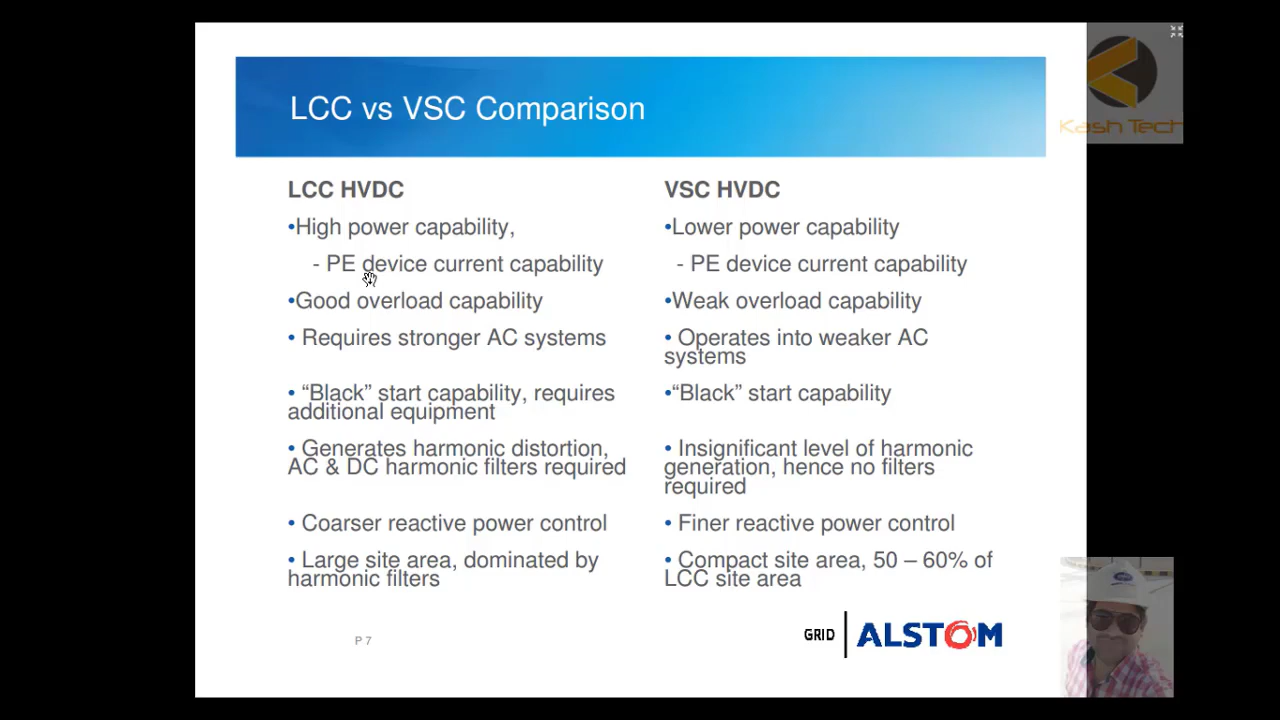 LCC vs VSC Comparison
Kash Tech
LCC HVDC
•High power capability,
- PE device current capability
•Good overload capability
• Requires stronger AC systems
• “Black” start capability, requires
additional equipment
• Generates harmonic distortion,
AC & DC harmonic filters required
• Coarser reactive power control
• Large site area, dominated by
harmonic filters
VSC HVDC
•Lower power capability
- PE device current capability
•Weak overload capability
• Operates into weaker AC
systems
•“Black” start capability
• Insignificant level of harmonic
generation, hence no filters
required
• Finer reactive power control
• Compact site area, 50 – 60% of
LCC site area
P 7
GRID
ALSTOM